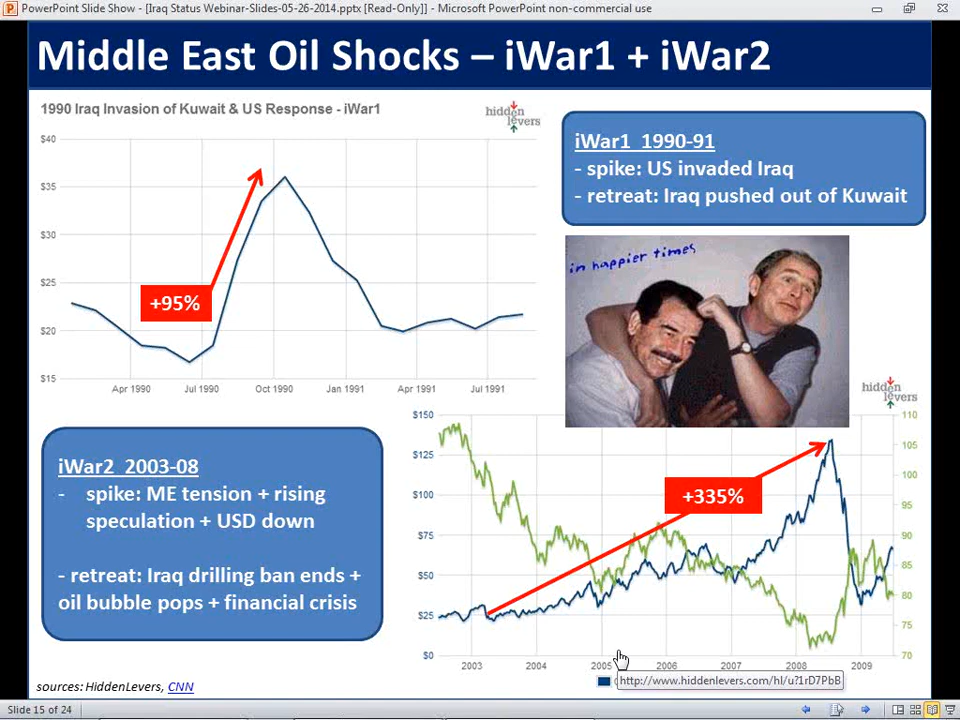 PowerPoint Slide Show - [Iraq Status Webinar-Slides-05-26-2014.pptx [Read-Only]] - Microsoft PowerPoint non-commercial use
Middle East Oil Shocks – iWar1 + iWar2
1990 Iraq Invasion of Kuwait & US Response - iWar1
hidden
levers
$40
$35
$30
$25
$20
$15
+95%
Apr 1990 Jul 1990 Oct 1990 Jan 1991 Apr 1991 Jul 1991
iWar1 1990-91
- spike: US invaded Iraq
- retreat: Iraq pushed out of Kuwait
in happier times
iWar2 2003-08
- spike: ME tension + rising
speculation + USD down
- retreat: Iraq drilling ban ends +
oil bubble pops + financial crisis
hidden
levers
$150 110
$125 105
100
$100 95
$75 90
85
$50 80
$25 75
$0 70
+335%
2003 2004 2005 2006 2007 2008 2009
http://www.hiddenlevers.com/hl/u?1rD7PbB
sources: HiddenLevers, CNN
Slide 15 of 24